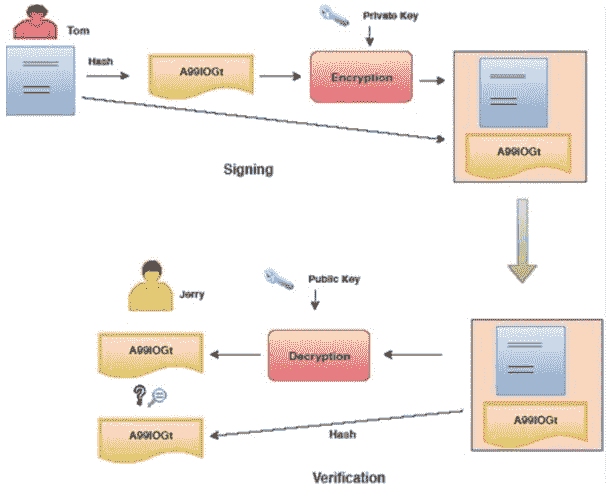 Tom
Private Key
Hash
A99IOGt
Encryption
A99IOGt
Signing
Public Key
Jerry
A99IOGt
Decryption
A99IOGt
A99IOGt
Hash
Verification